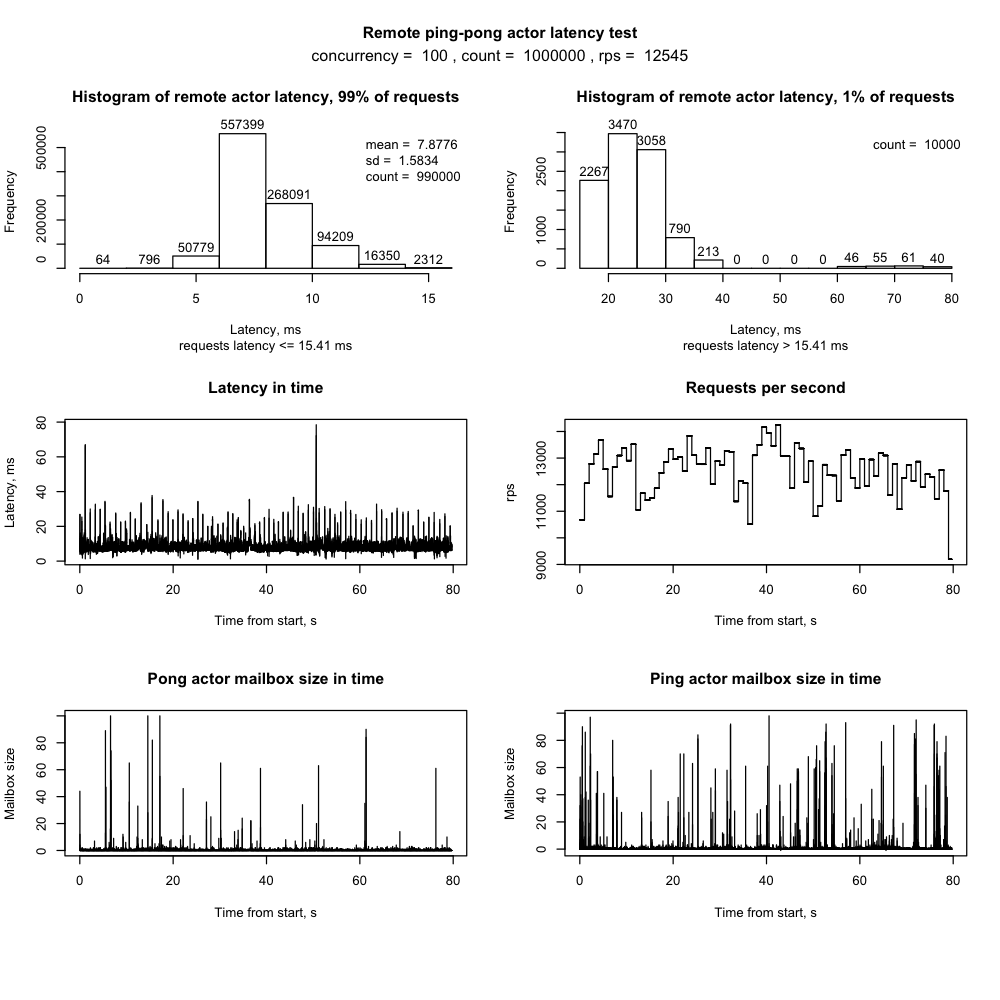 Remote ping-pong actor latency test
concurrency = 100 , count = 1000000 , rps = 12545
Histogram of remote actor latency, 99% of requests
Frequency
0 200000 500000
64 796 50779 557399 268091 94209 16350 2312
mean = 7.8776
sd = 1.5834
count = 990000
0 5 10 15
Latency, ms
requests latency <= 15.41 ms
Histogram of remote actor latency, 1% of requests
Frequency
0 1000 2500
2267 3470 3058 790 213 0 0 0 0 46 55 61 40
count = 10000
20 30 40 50 60 70 80
Latency, ms
requests latency > 15.41 ms
Latency in time
Latency, ms
0 20 40 60 80
0 20 40 60 80
Time from start, s
Requests per second
rps
9000 11000 13000
0 20 40 60 80
Time from start, s
Pong actor mailbox size in time
Mailbox size
0 20 40 60 80
0 20 40 60 80
Time from start, s
Ping actor mailbox size in time
Mailbox size
0 20 40 60 80
0 20 40 60 80
Time from start, s